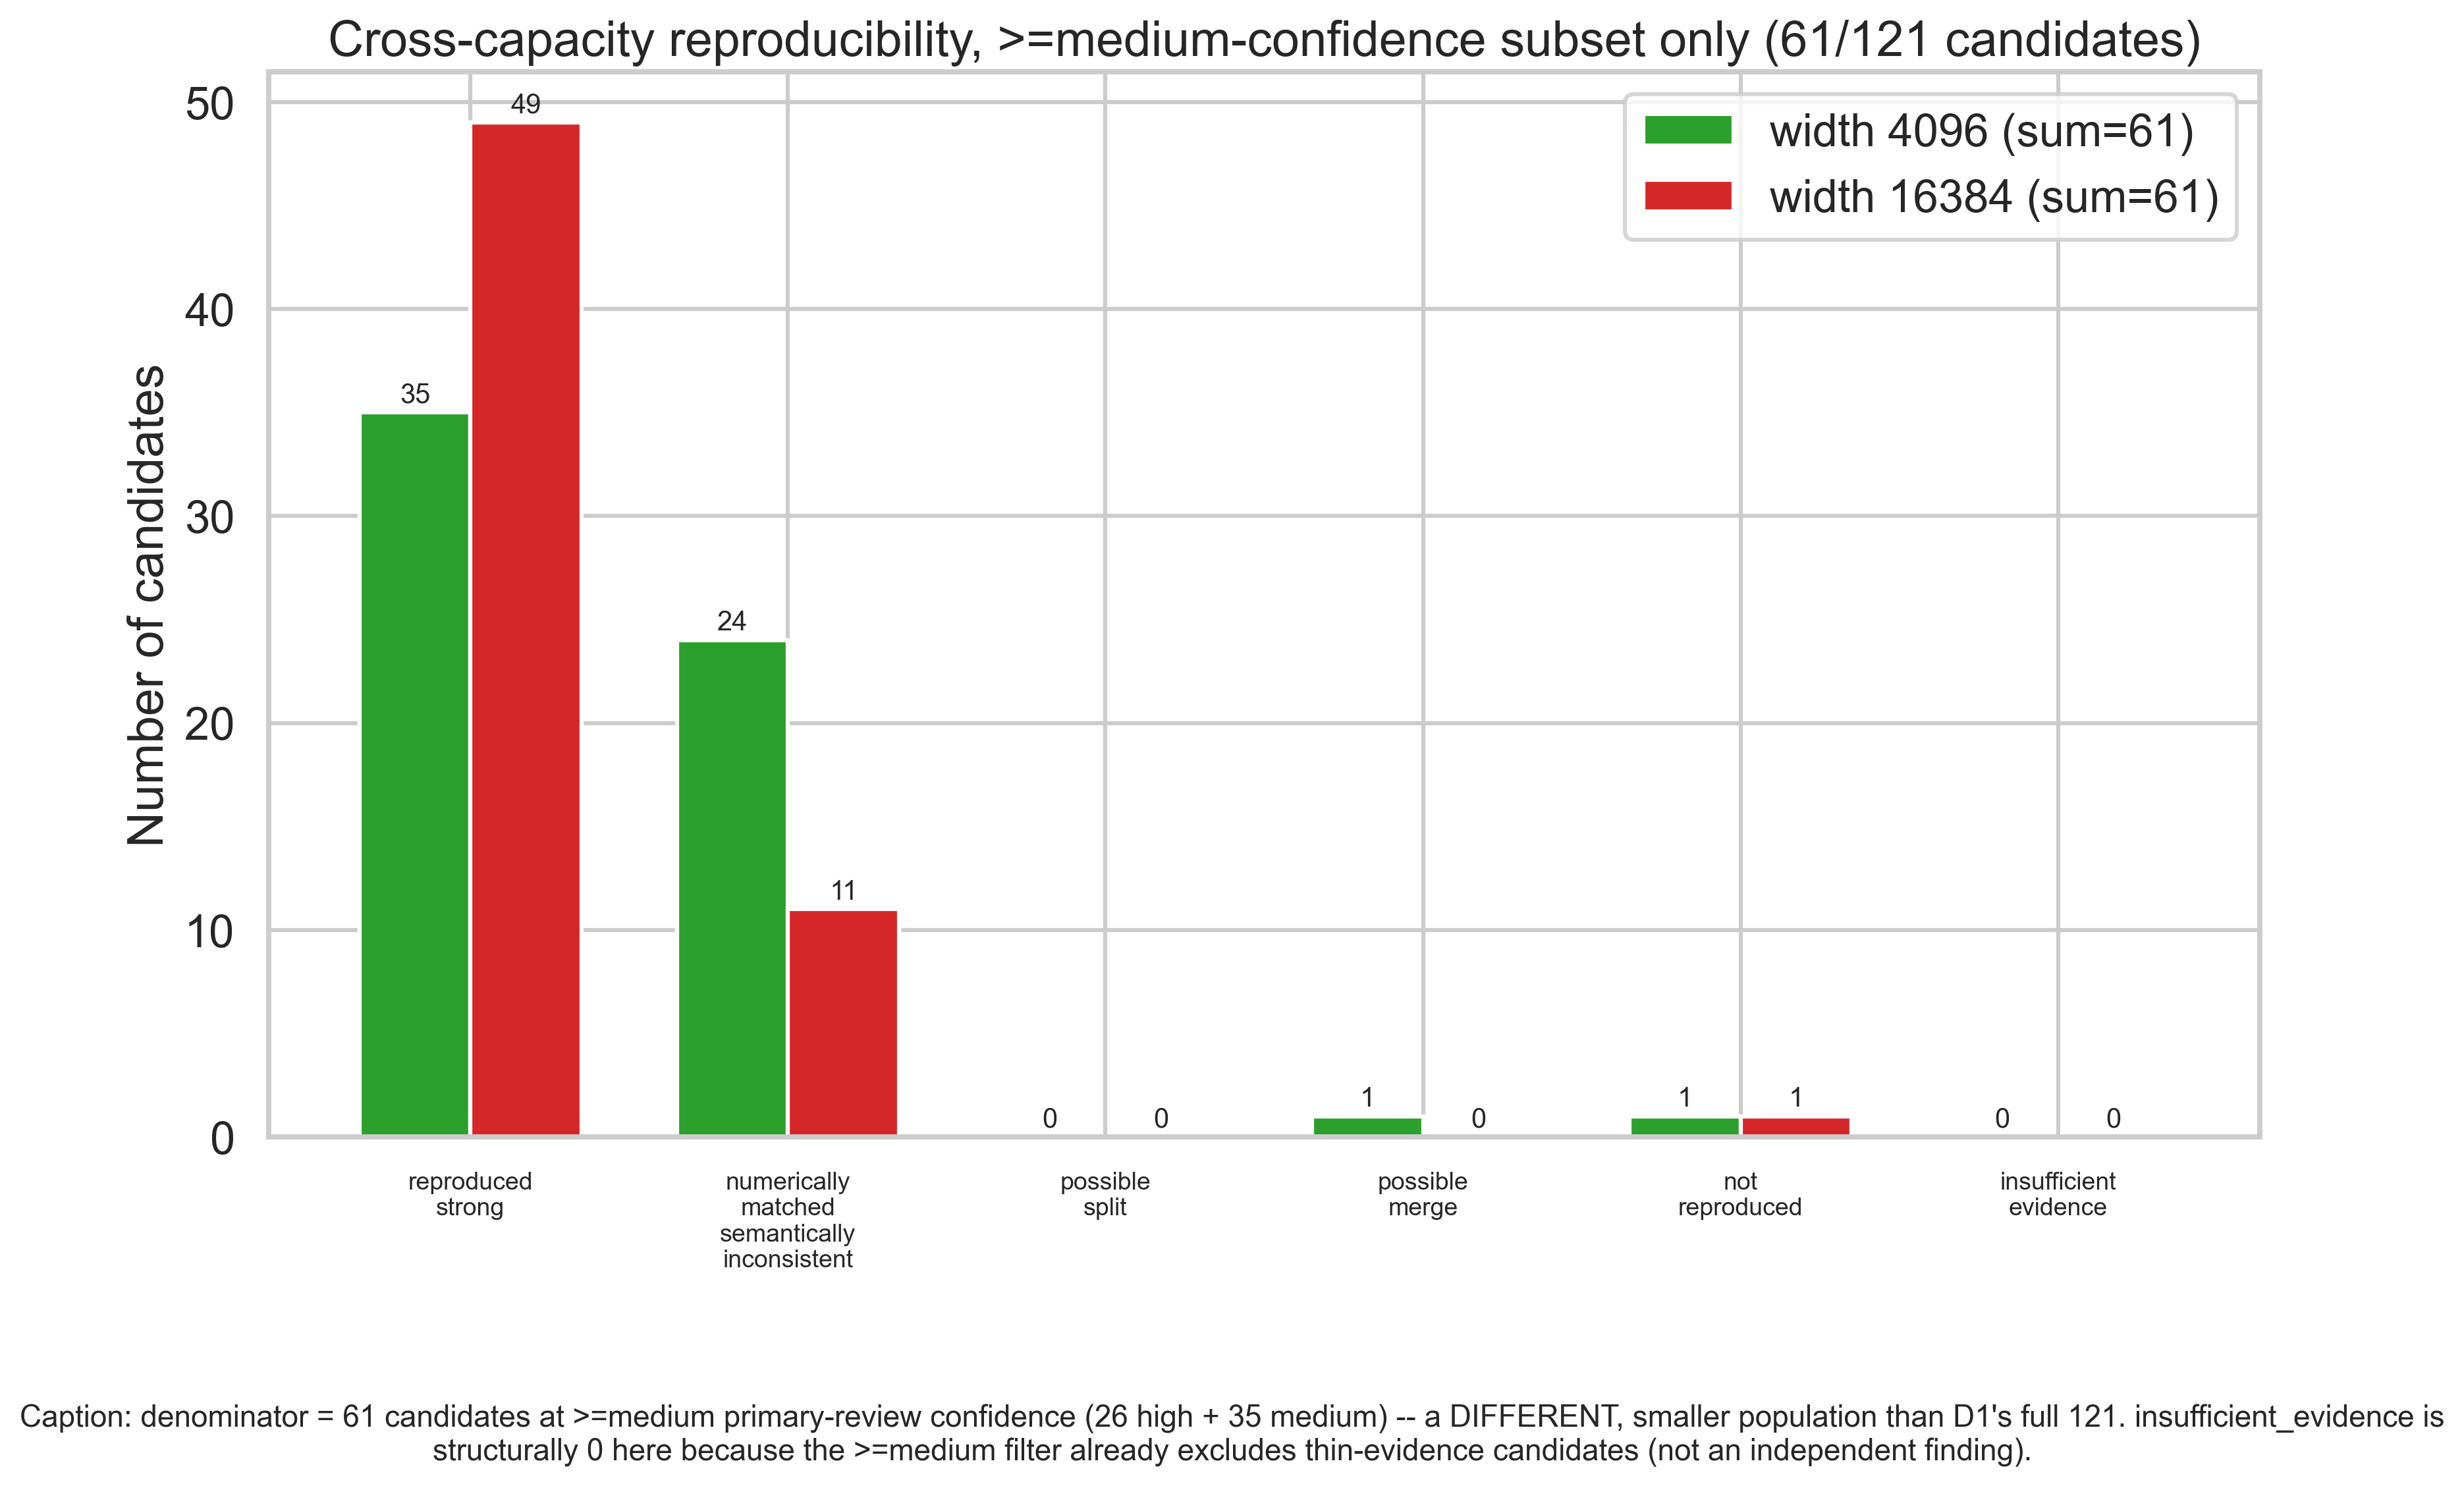 Cross-capacity reproducibility, >=medium-confidence subset only (61/121 candidates)
width 4096 (sum=61)
width 16384 (sum=61)
Number of candidates
50
40
30
20
10
0
35
49
24
11
0
0
1
0
1
1
0
0
reproduced
strong
numerically
matched
semantically
inconsistent
possible
split
possible
merge
not
reproduced
insufficient
evidence
Caption: denominator = 61 candidates at >=medium primary-review confidence (26 high + 35 medium) -- a DIFFERENT, smaller population than D1's full 121. insufficient_evidence is
structurally 0 here because the >=medium filter already excludes thin-evidence candidates (not an independent finding).